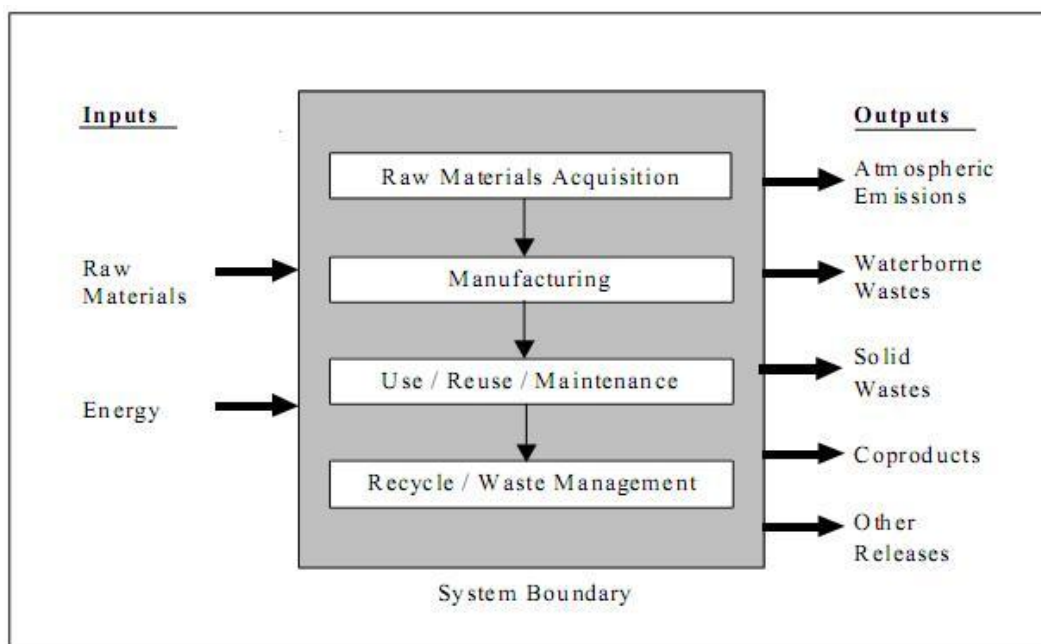 Inputs
Raw
Materials
Energy
Raw Materials Acquisition
Manufacturing
Use / Reuse / Maintenance
Recycle / Waste Management
System Boundary
Outputs
Atmospheric
Emissions
Waterborne
Wastes
Solid
Wastes
Coproducts
Other
Releases